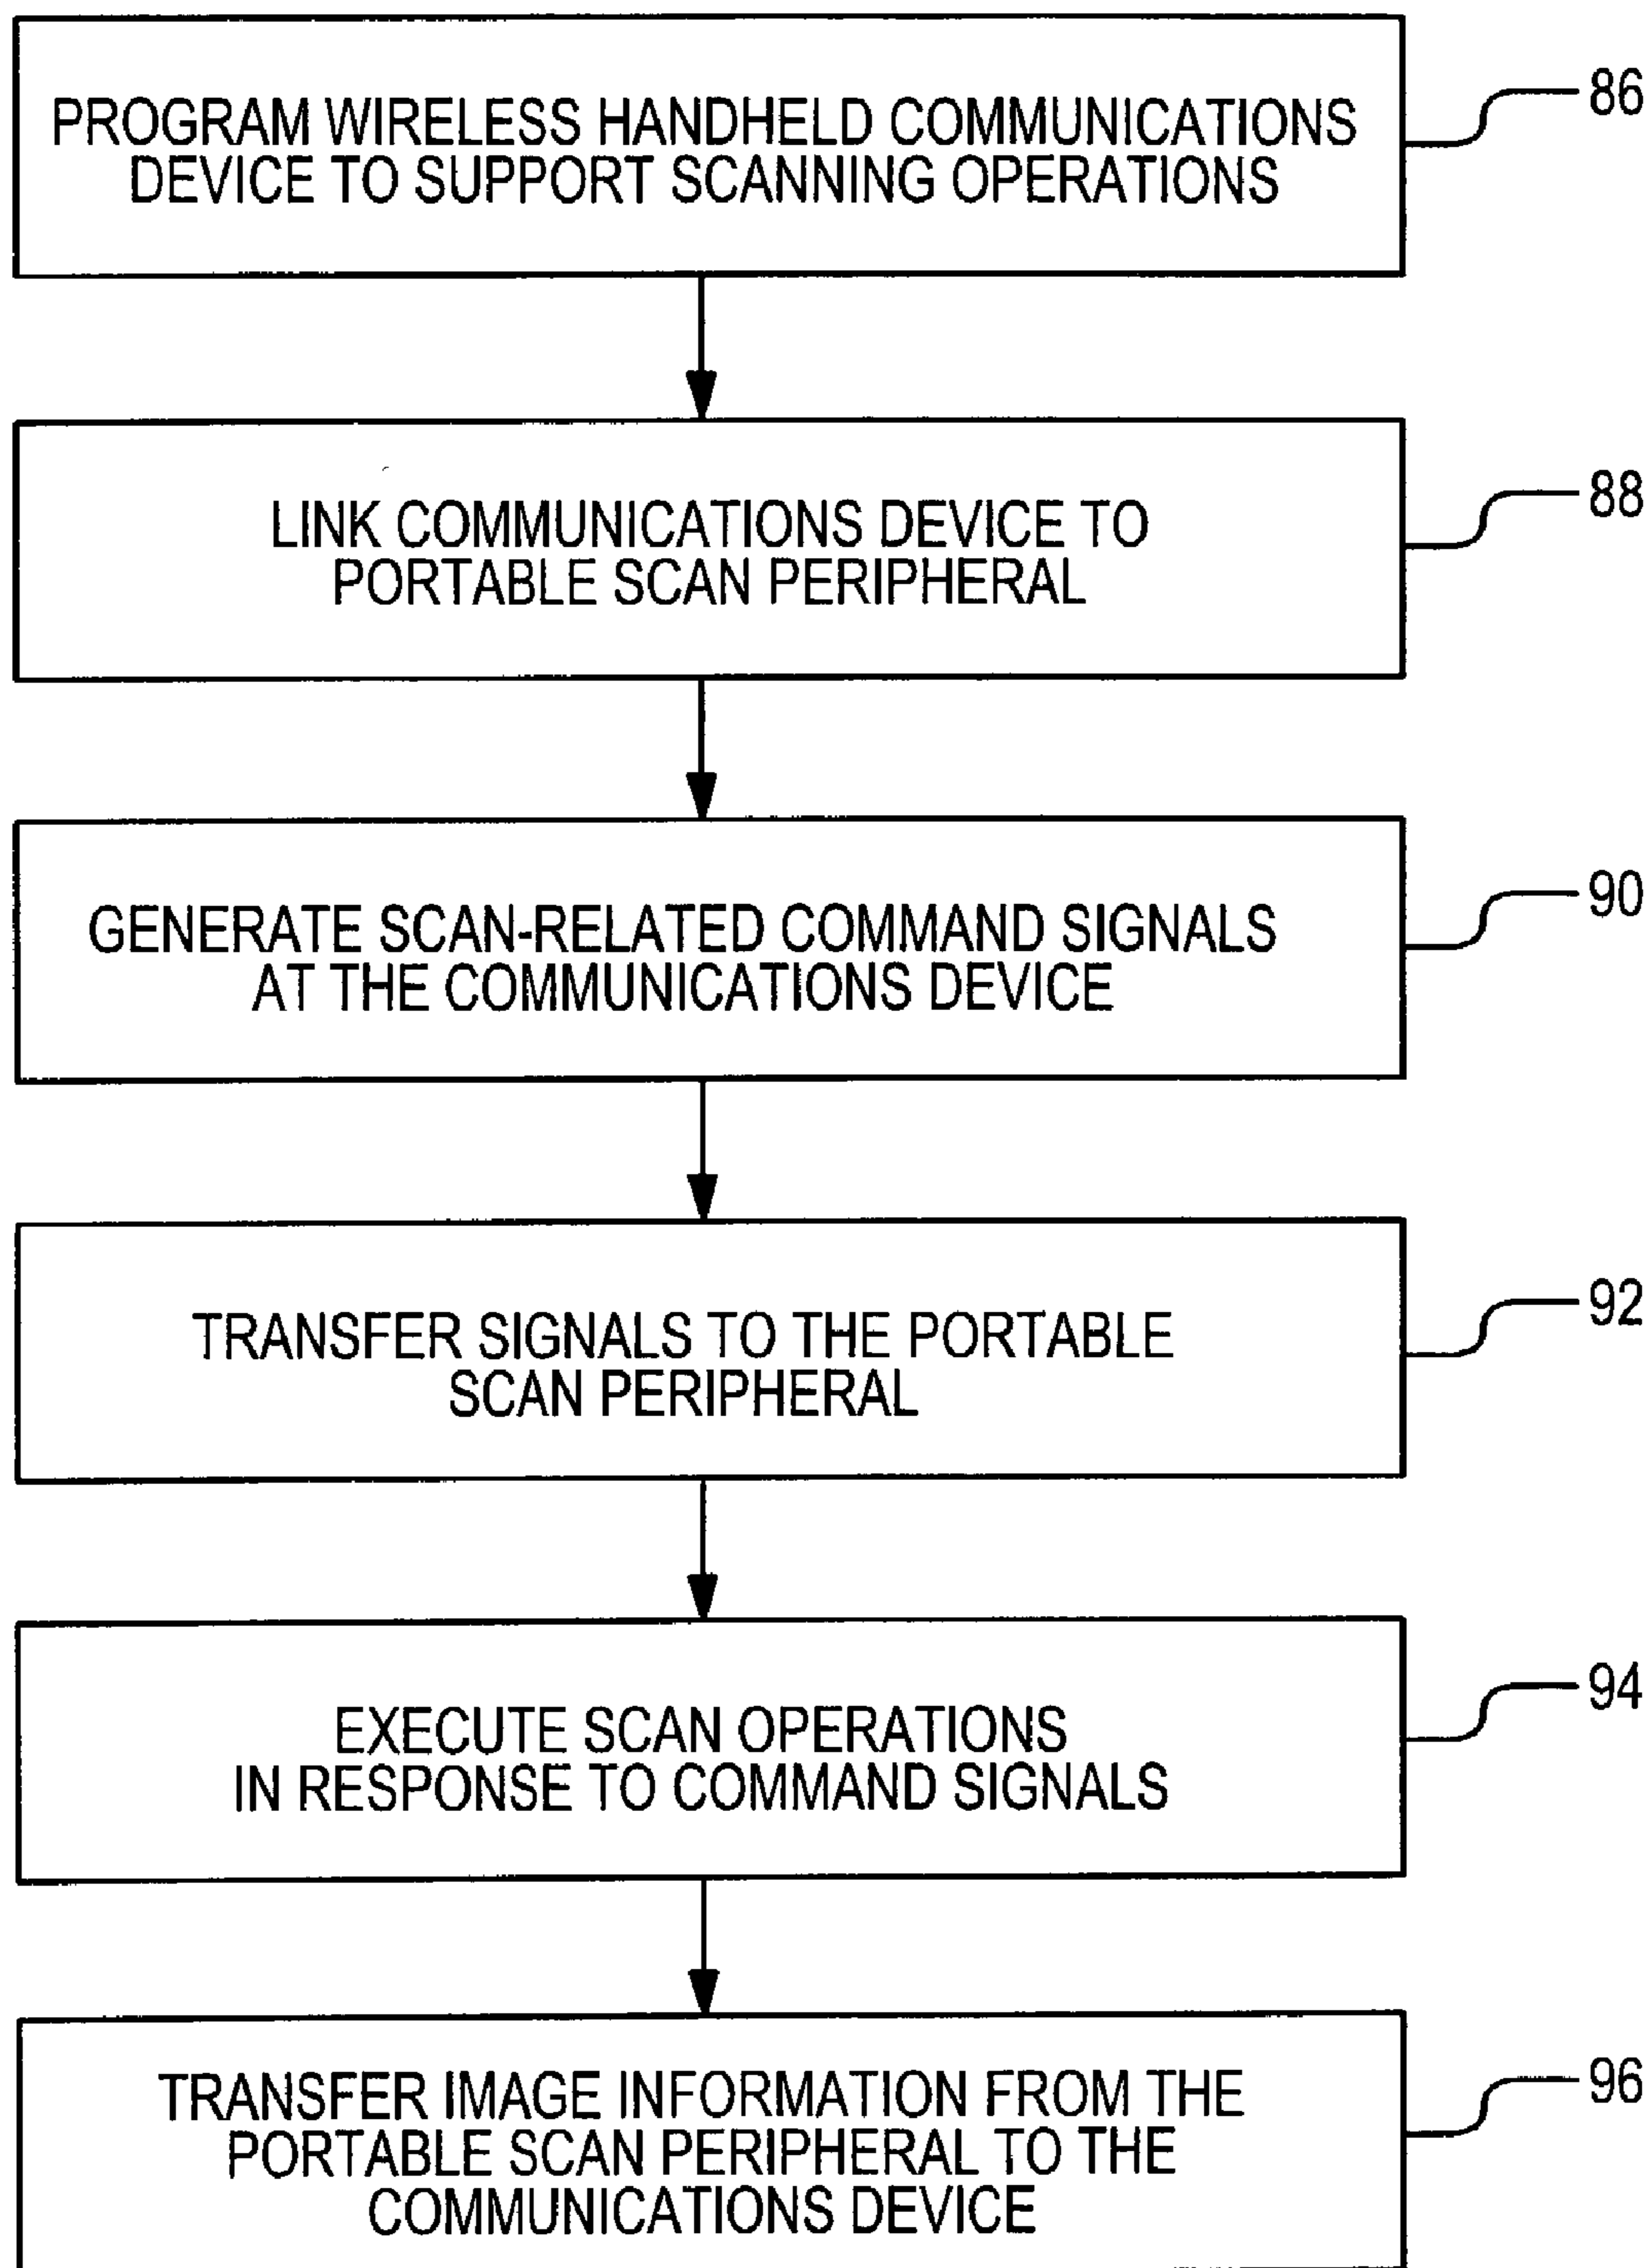 PROGRAM WIRELESS HANDHELD COMMUNICATIONS
DEVICE TO SUPPORT SCANNING OPERATIONS
86
LINK COMMUNICATIONS DEVICE TO
PORTABLE SCAN PERIPHERAL
88
GENERATE SCAN-RELATED COMMAND SIGNALS
AT THE COMMUNICATIONS DEVICE
90
TRANSFER SIGNALS TO THE PORTABLE
SCAN PERIPHERAL
92
EXECUTE SCAN OPERATIONS
IN RESPONSE TO COMMAND SIGNALS
94
TRANSFER IMAGE INFORMATION FROM THE
PORTABLE SCAN PERIPHERAL TO THE
COMMUNICATIONS DEVICE
96